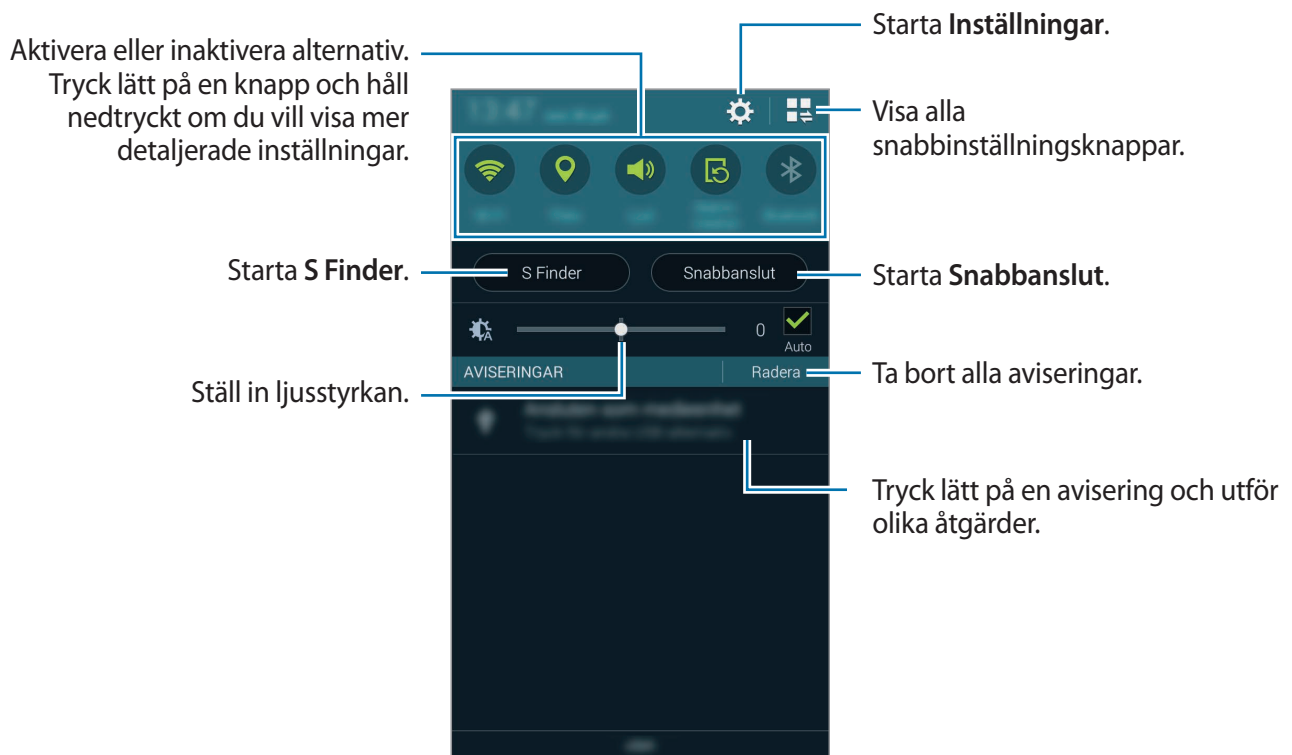 Starta Inställningar.
Aktivera eller inaktivera alternativ.
Tryck lätt på en knapp och håll
nedtryckt om du vill visa mer
detaljerade inställningar.
Visa alla
snabbinställningsknappar.
13:47
Starta S Finder.
S Finder
Snabbanslut
Starta Snabbanslut.
0
Auto
Ställ in ljusstyrkan.
AVISERINGAR
Radera
Ta bort alla aviseringar.
Tryck lätt på en avisering och utför
olika åtgärder.